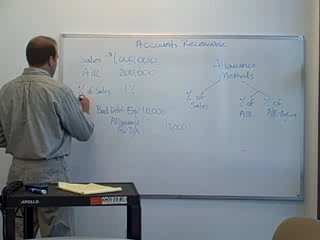 Accounts Receivable
Sales $1,000,000
A/R 200,000
% of Sales 1%
Bad Debt Exp 10,000
Allowance
For D/A 10,000
Allowance
Methods
% of
Sales
% of
A/R
% of
A/R Aging
APOLLO